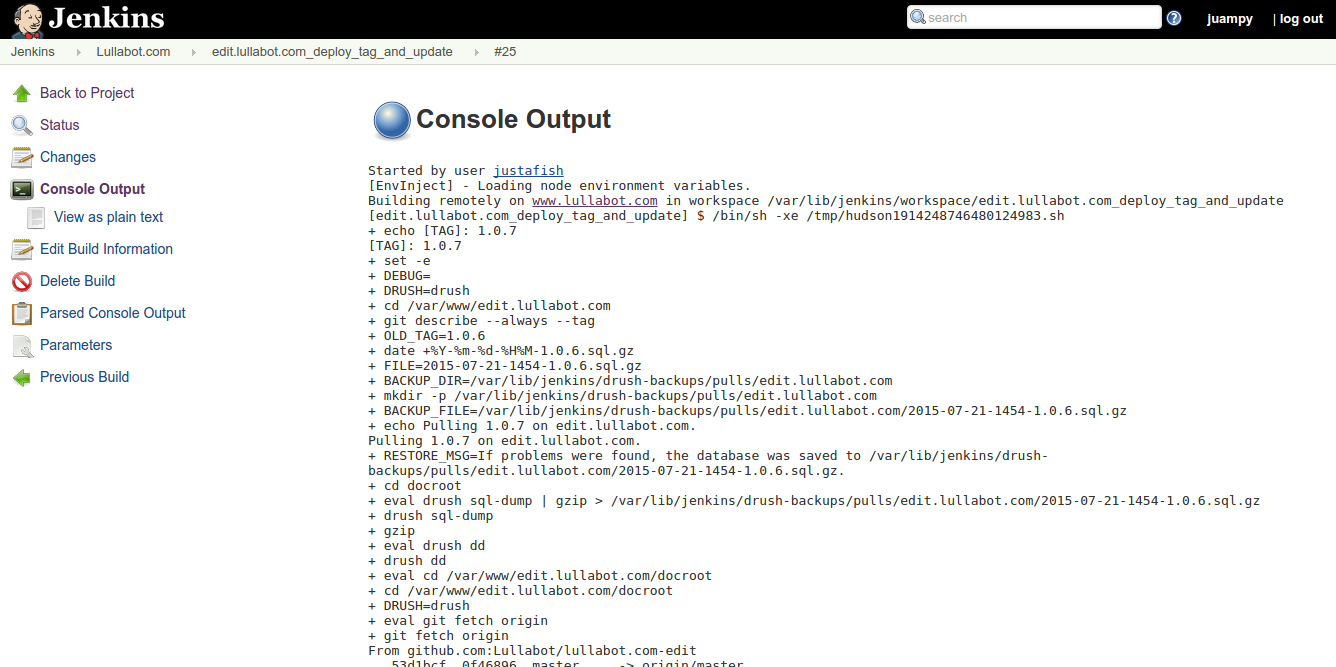 Jenkins
search
?
juampy
| log out
Jenkins
Lullabot.com
edit.lullabot.com_deploy_tag_and_update
#25
Back to Project
Status
Changes
Console Output
View as plain text
Edit Build Information
Delete Build
Parsed Console Output
Parameters
Previous Build
Console Output
Started by user justafish
[EnvInject] - Loading node environment variables.
Building remotely on www.lullabot.com in workspace /var/lib/jenkins/workspace/edit.lullabot.com_deploy_tag_and_update
[edit.lullabot.com_deploy_tag_and_update] $ /bin/sh -xe /tmp/hudson1914248746480124983.sh
+ echo [TAG]: 1.0.7
[TAG]: 1.0.7
+ set -e
+ DEBUG=
+ DRUSH=drush
+ cd /var/www/edit.lullabot.com
+ git describe --always --tag
+ OLD_TAG=1.0.6
+ date +%Y-%m-%d-%H%M-1.0.6.sql.gz
+ FILE=2015-07-21-1454-1.0.6.sql.gz
+ BACKUP_DIR=/var/lib/jenkins/drush-backups/pulls/edit.lullabot.com
+ mkdir -p /var/lib/jenkins/drush-backups/pulls/edit.lullabot.com
+ BACKUP_FILE=/var/lib/jenkins/drush-backups/pulls/edit.lullabot.com/2015-07-21-1454-1.0.6.sql.gz
+ echo Pulling 1.0.7 on edit.lullabot.com.
Pulling 1.0.7 on edit.lullabot.com.
+ RESTORE_MSG=If problems were found, the database was saved to /var/lib/jenkins/drush-
backups/pulls/edit.lullabot.com/2015-07-21-1454-1.0.6.sql.gz.
+ cd docroot
+ eval drush sql-dump | gzip > /var/lib/jenkins/drush-backups/pulls/edit.lullabot.com/2015-07-21-1454-1.0.6.sql.gz
+ drush sql-dump
+ gzip
+ eval drush dd
+ drush dd
+ eval cd /var/www/edit.lullabot.com/docroot
+ cd /var/www/edit.lullabot.com/docroot
+ DRUSH=drush
+ eval git fetch origin
+ git fetch origin
From github.com:Lullabot/lullabot.com-edit
53d1bcf..0f46896 master -> origin/master